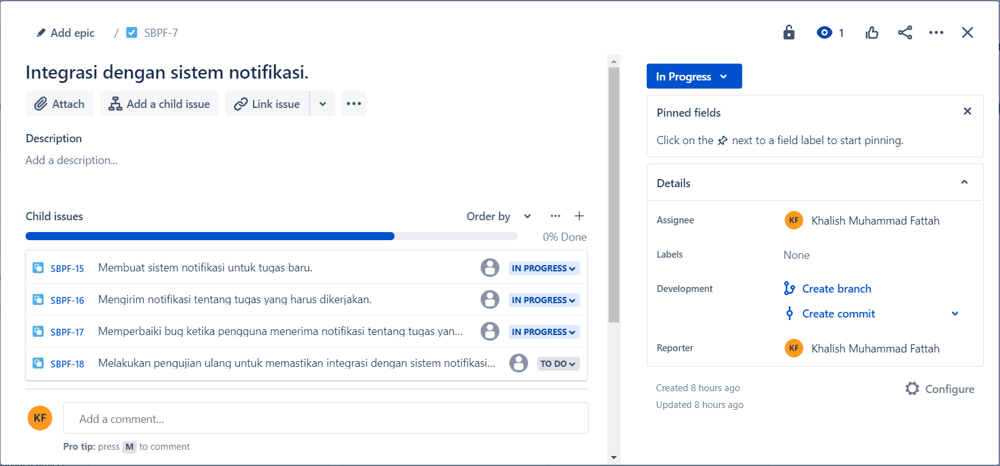 Add epic / SBPF-7
1
Integrasi dengan sistem notifikasi.
Attach
Add a child issue
Link issue
Description
Add a description...
Child issues
Order by
0% Done
SBPF-15 Membuat sistem notifikasi untuk tugas baru. IN PROGRESS
SBPF-16 Mengirim notifikasi tentang tugas yang harus dikerjakan. IN PROGRESS
SBPF-17 Memperbaiki bug ketika pengguna menerima notifikasi tentang tugas yan... IN PROGRESS
SBPF-18 Melakukan pengujian ulang untuk memastikan integrasi dengan sistem notifikasi... TO DO
KF Add a comment...
Pro tip: press M to comment
In Progress
Pinned fields
Click on the next to a field label to start pinning.
Details
Assignee KF Khalish Muhammad Fattah
Labels None
Development Create branch
Create commit
Reporter KF Khalish Muhammad Fattah
Created 8 hours ago
Configure
Updated 8 hours ago